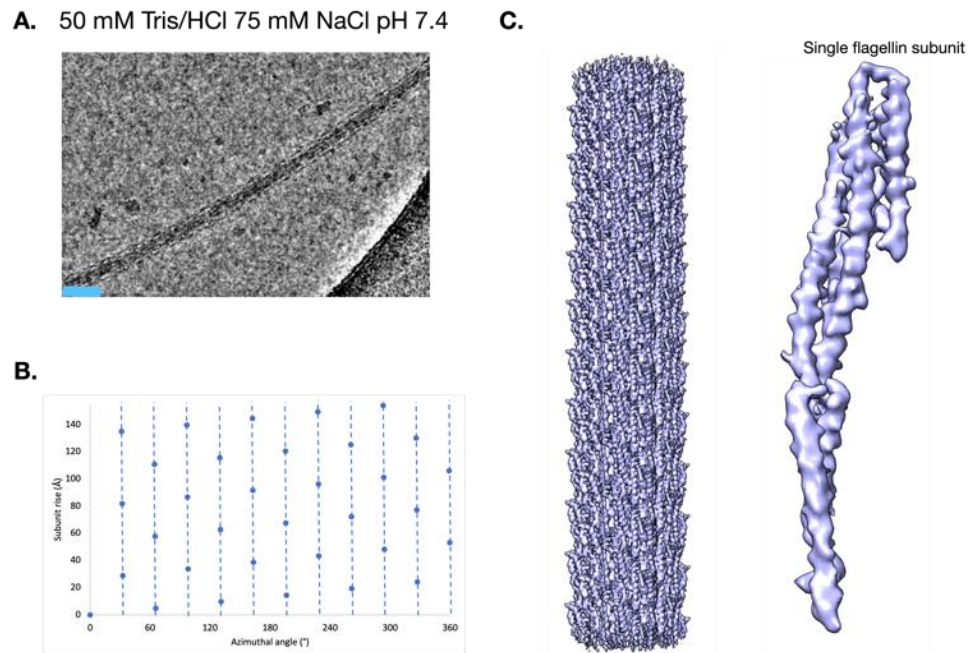 A. 50 mM Tris/HCl 75 mM NaCl pH 7.4
C.
Single flagellin subunit
B.
140
120
100
80
60
40
20
0
Subunit rise (Å)
0 60 120 180 240 300 360
Azimuthal angle (°)